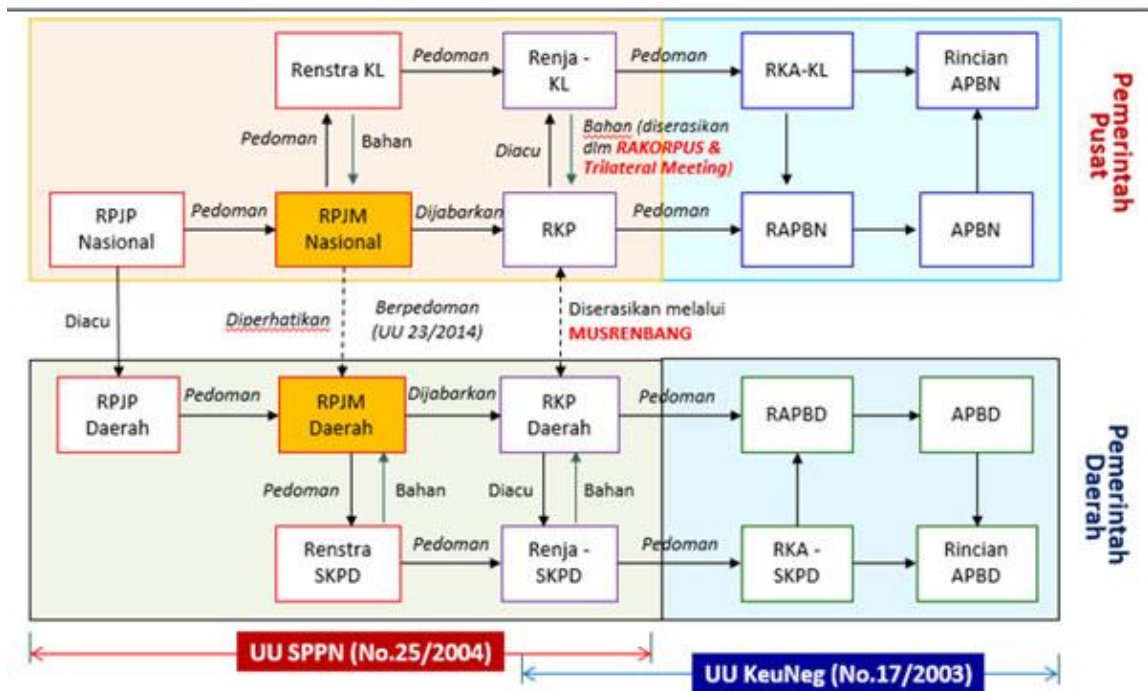 Pedoman
Pedoman
Pedoman
Renstra KL
Renja -
KL
RKA-KL
Rincian
APBN
Pemerintah
Pusat
Pedoman
Bahan
Diacu
Bahan (diserasikan
dlm RAKORPUS &
Trilateral Meeting)
RPJP
Nasional
Pedoman
RPJM
Nasional
Dijabarkan
RKP
Pedoman
RAPBN
APBN
Diacu
Diperhatikan
Berpedoman
(UU 23/2014)
Diserasikan melalui
MUSRENBANG
RPJP
Daerah
Pedoman
RPJM
Daerah
Dijabarkan
RKP
Daerah
Pedoman
RAPBD
APBD
Pemerintah
Daerah
Pedoman
Bahan
Diacu
Bahan
Renstra
SKPD
Pedoman
Renja -
SKPD
Pedoman
RKA -
SKPD
Rincian
APBD
UU SPPN (No.25/2004)
UU KeuNeg (No.17/2003)